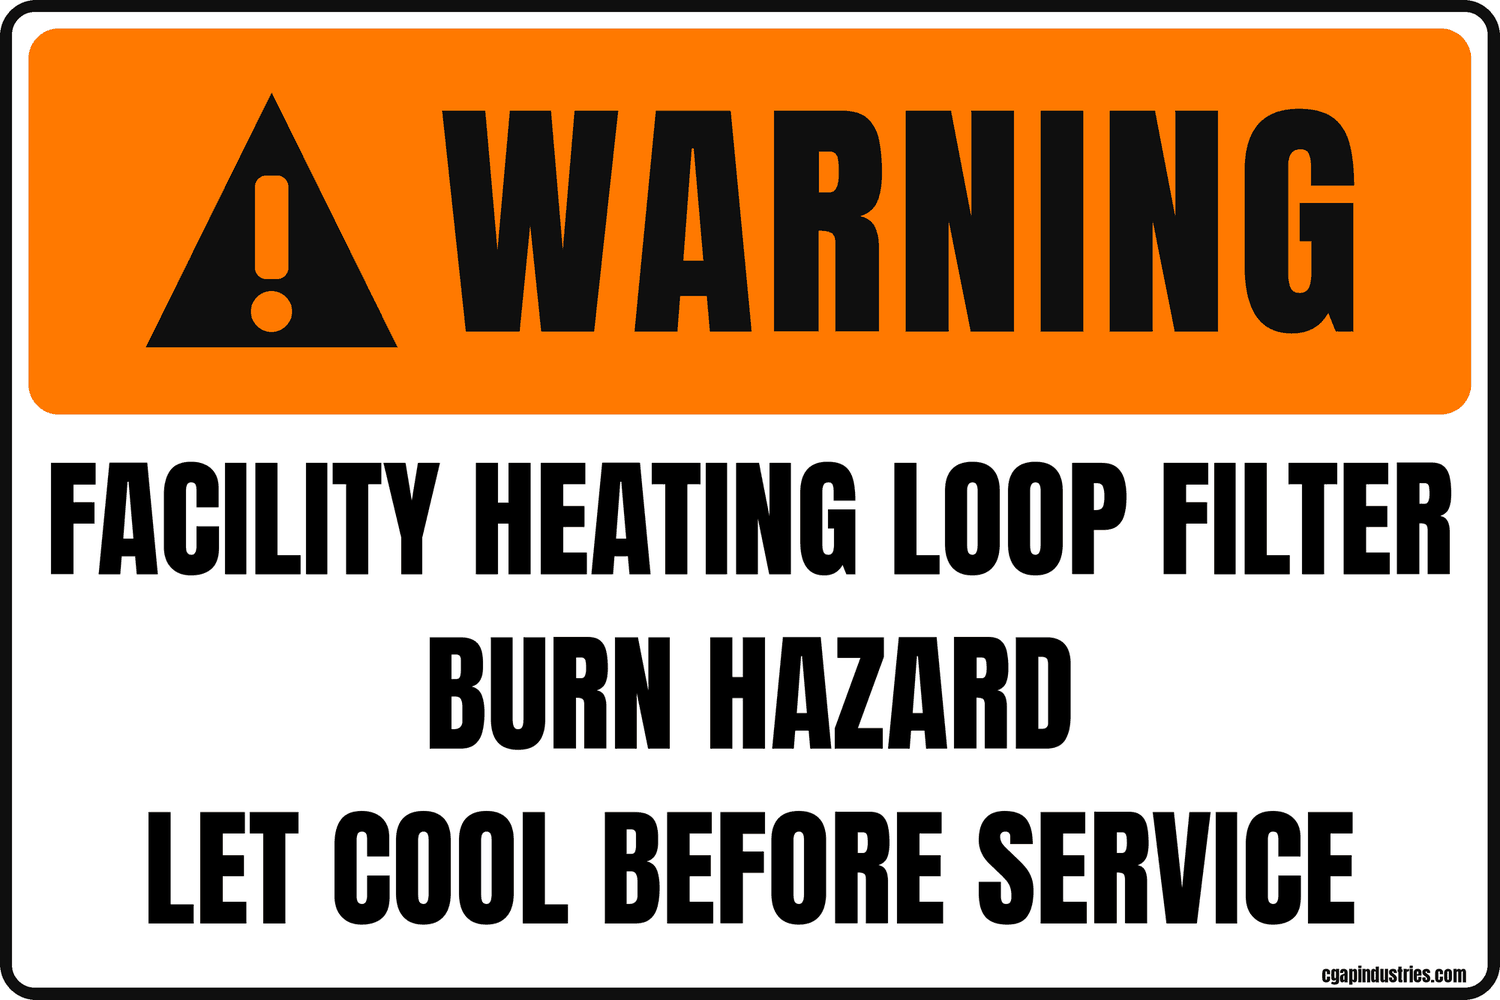 WARNING
FACILITY HEATING LOOP FILTER
BURN HAZARD
LET COOL BEFORE SERVICE
cgapindustries.com